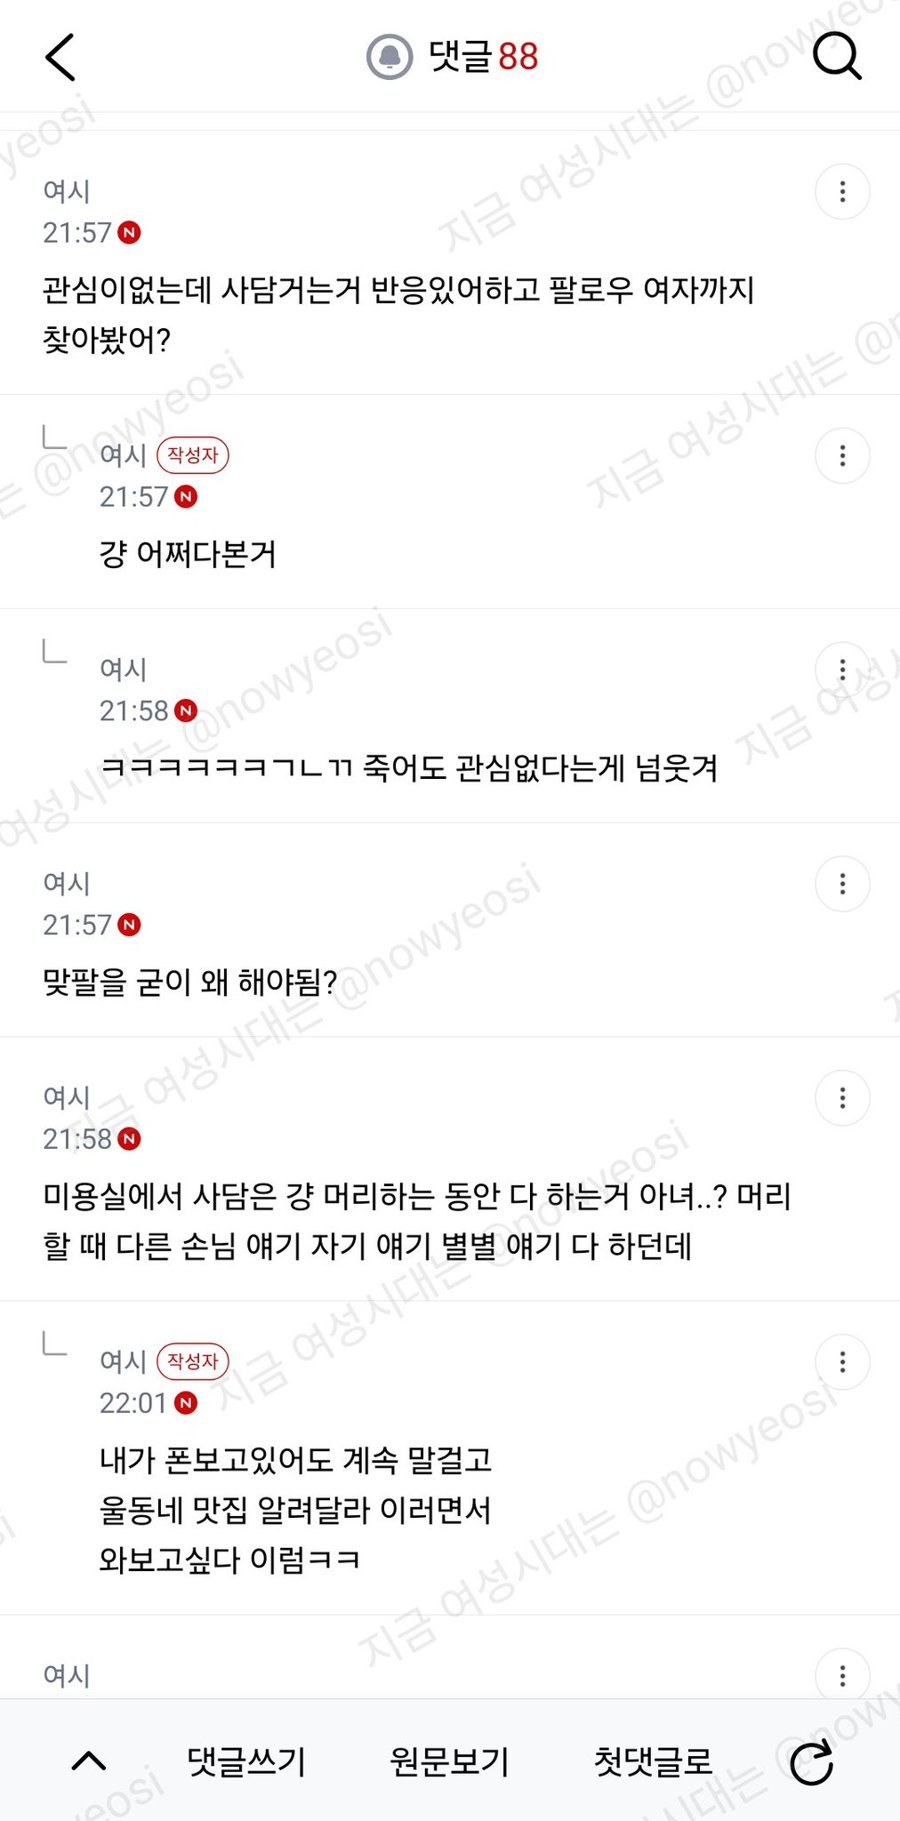 댓글 88
여시
21:57 N
관심이없는데 사담거는거 반응있어하고 팔로우 여자까지
찾아봤어?
여시 작성자
21:57 N
걍 어쩌다본거
여시
21:58 N
ㅋㅋㅋㅋㅋㅋㄱㄴㄲ 죽어도 관심없다는게 넘웃겨
여시
21:57 N
맞팔을 굳이 왜 해야됨?
여시
21:58 N
미용실에서 사담은 걍 머리하는 동안 다 하는거 아녀..? 머리
할 때 다른 손님 얘기 자기 얘기 별별 얘기 다 하던데
여시 작성자
22:01 N
내가 폰보고있어도 계속 말걸고
울동네 맛집 알려달라 이러면서
와보고싶다 이럼ㅋㅋ
여시
댓글쓰기 원문보기 첫댓글로
지금 여성시대는 @nowyeosi